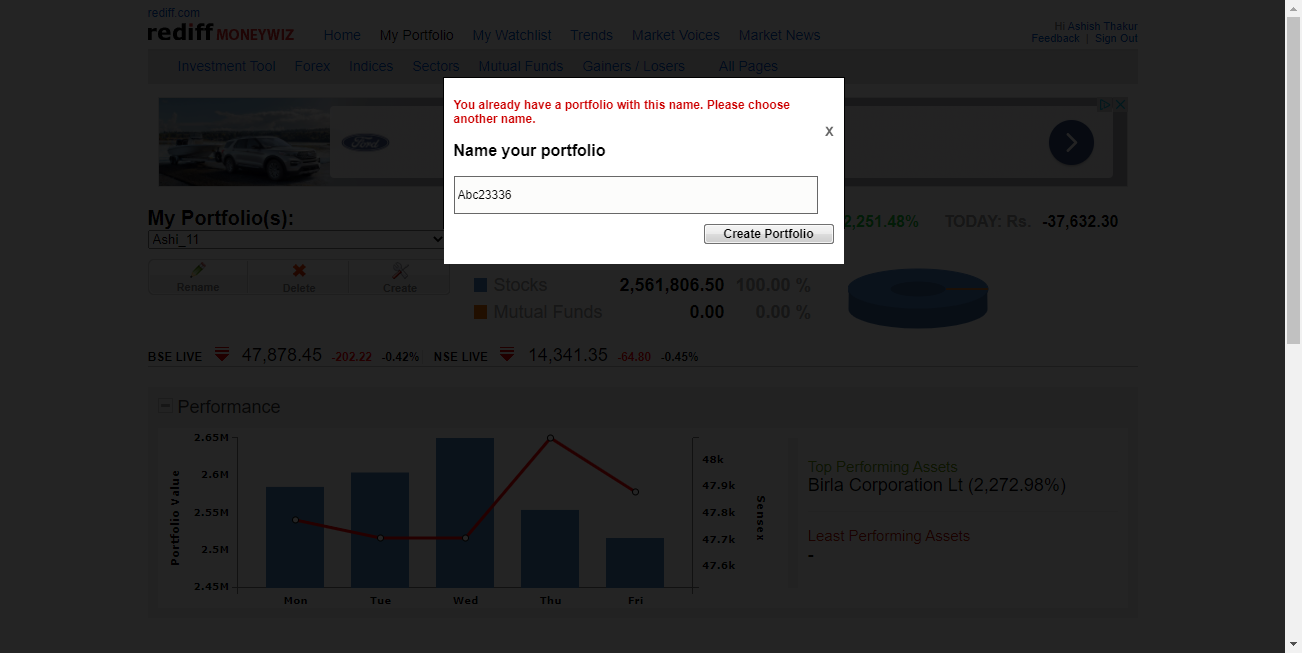 rediff.com
rediff MONEYWIZ
Home My Portfolio My Watchlist Trends Market Voices Market News
Hi Ashish Thakur
Feedback | Sign Out
Investment Tool Forex Indices Sectors Mutual Funds Gainers / Losers All Pages
You already have a portfolio with this name. Please choose
another name.
X
Name your portfolio
Abc23336
Create Portfolio
Ford
My Portfolio(s):
Ashi_11
2,251.48% TODAY: Rs. -37,632.30
Rename Delete Create
Stocks 2,561,806.50 100.00 %
Mutual Funds 0.00 0.00 %
BSE LIVE 47,878.45 -202.22 -0.42% NSE LIVE 14,341.35 -64.80 -0.45%
Performance
Portfolio Value
2.65M
2.6M
2.55M
2.5M
2.45M
Mon Tue Wed Thu Fri
48k
47.9k
47.8k
47.7k
47.6k
Sensex
Top Performing Assets
Birla Corporation Lt (2,272.98%)
Least Performing Assets
-